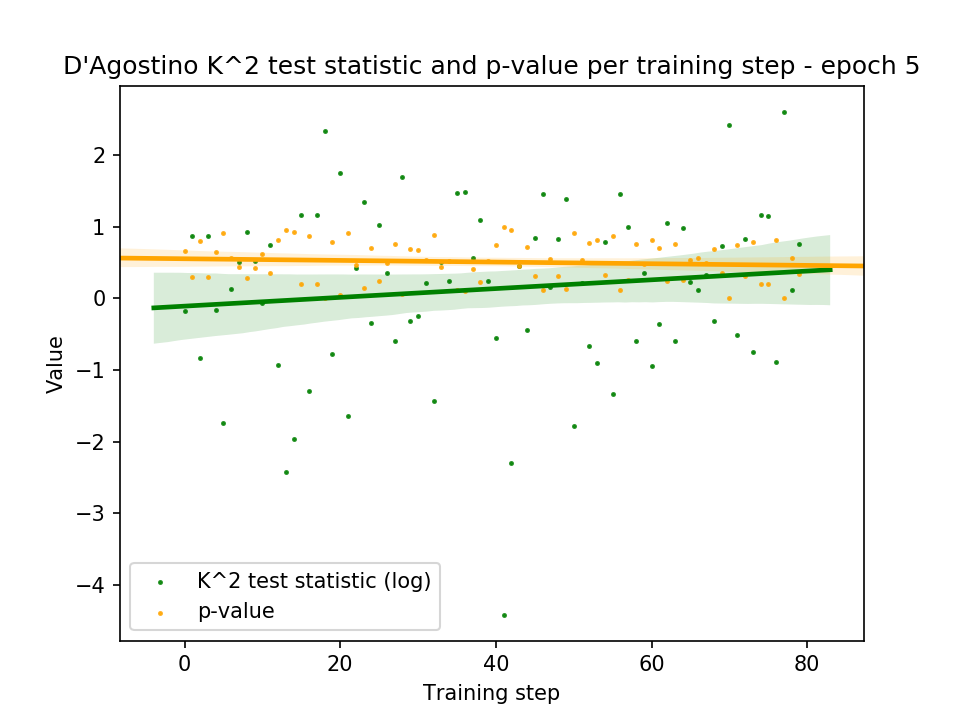 D'Agostino K^2 test statistic and p-value per training step - epoch 5
Value
2
1
0
−1
−2
−3
−4
K^2 test statistic (log)
p-value
0 20 40 60 80
Training step